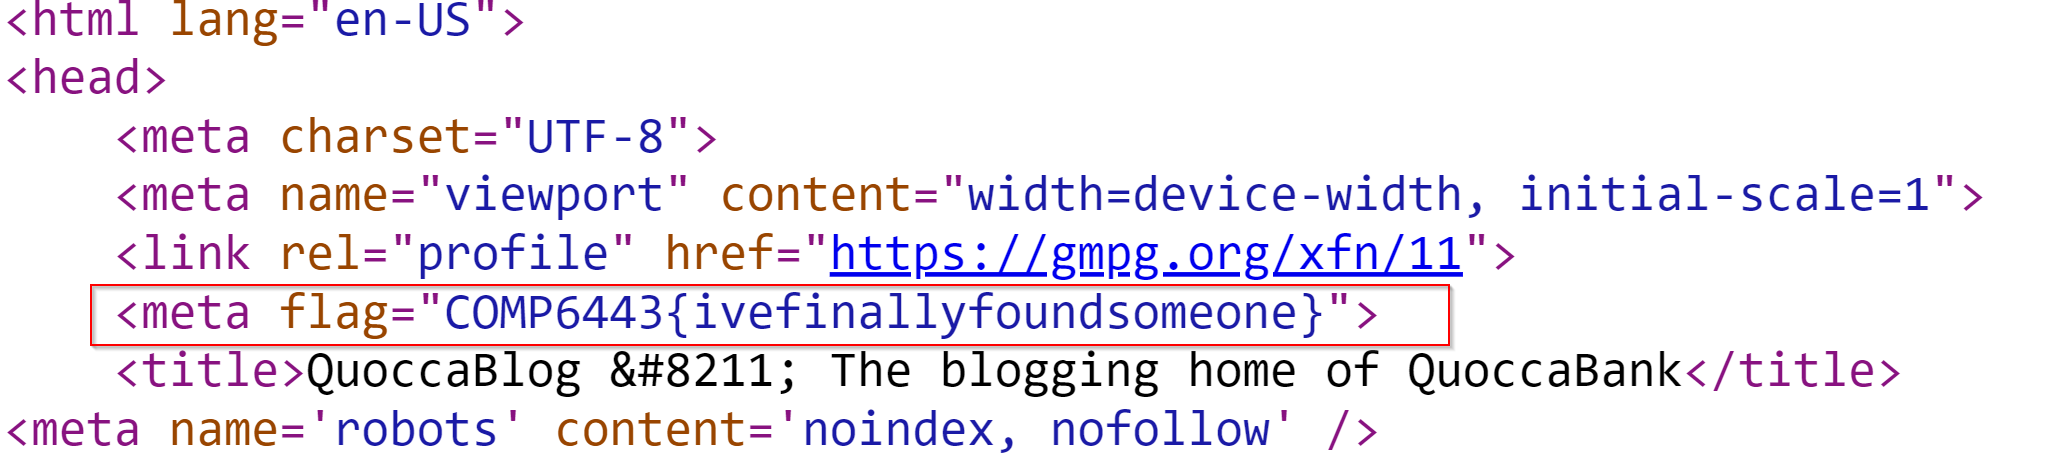 <html lang="en-US">
<head>
<meta charset="UTF-8">
<meta name="viewport" content="width=device-width, initial-scale=1">
<link rel="profile" href="https://gmpg.org/xfn/11">
<meta flag="COMP6443{ivefinallyfoundsomeone}">
<title>QuoccaBlog &#8211; The blogging home of QuoccaBank</title>
<meta name='robots' content='noindex, nofollow' />